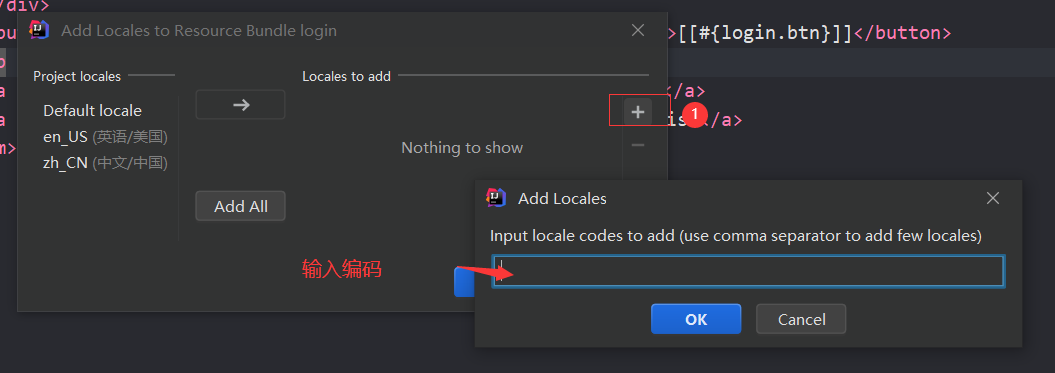 /div>
Add Locales to Resource Bundle login
>[[#{login.btn}]]</button>
Project locales
Locales to add
Default locale
en_US (英语/美国)
zh_CN (中文/中国)
Add All
Nothing to show
1
</a>
</a>
输入编码
Add Locales
Input locale codes to add (use comma separator to add few locales)
OK
Cancel